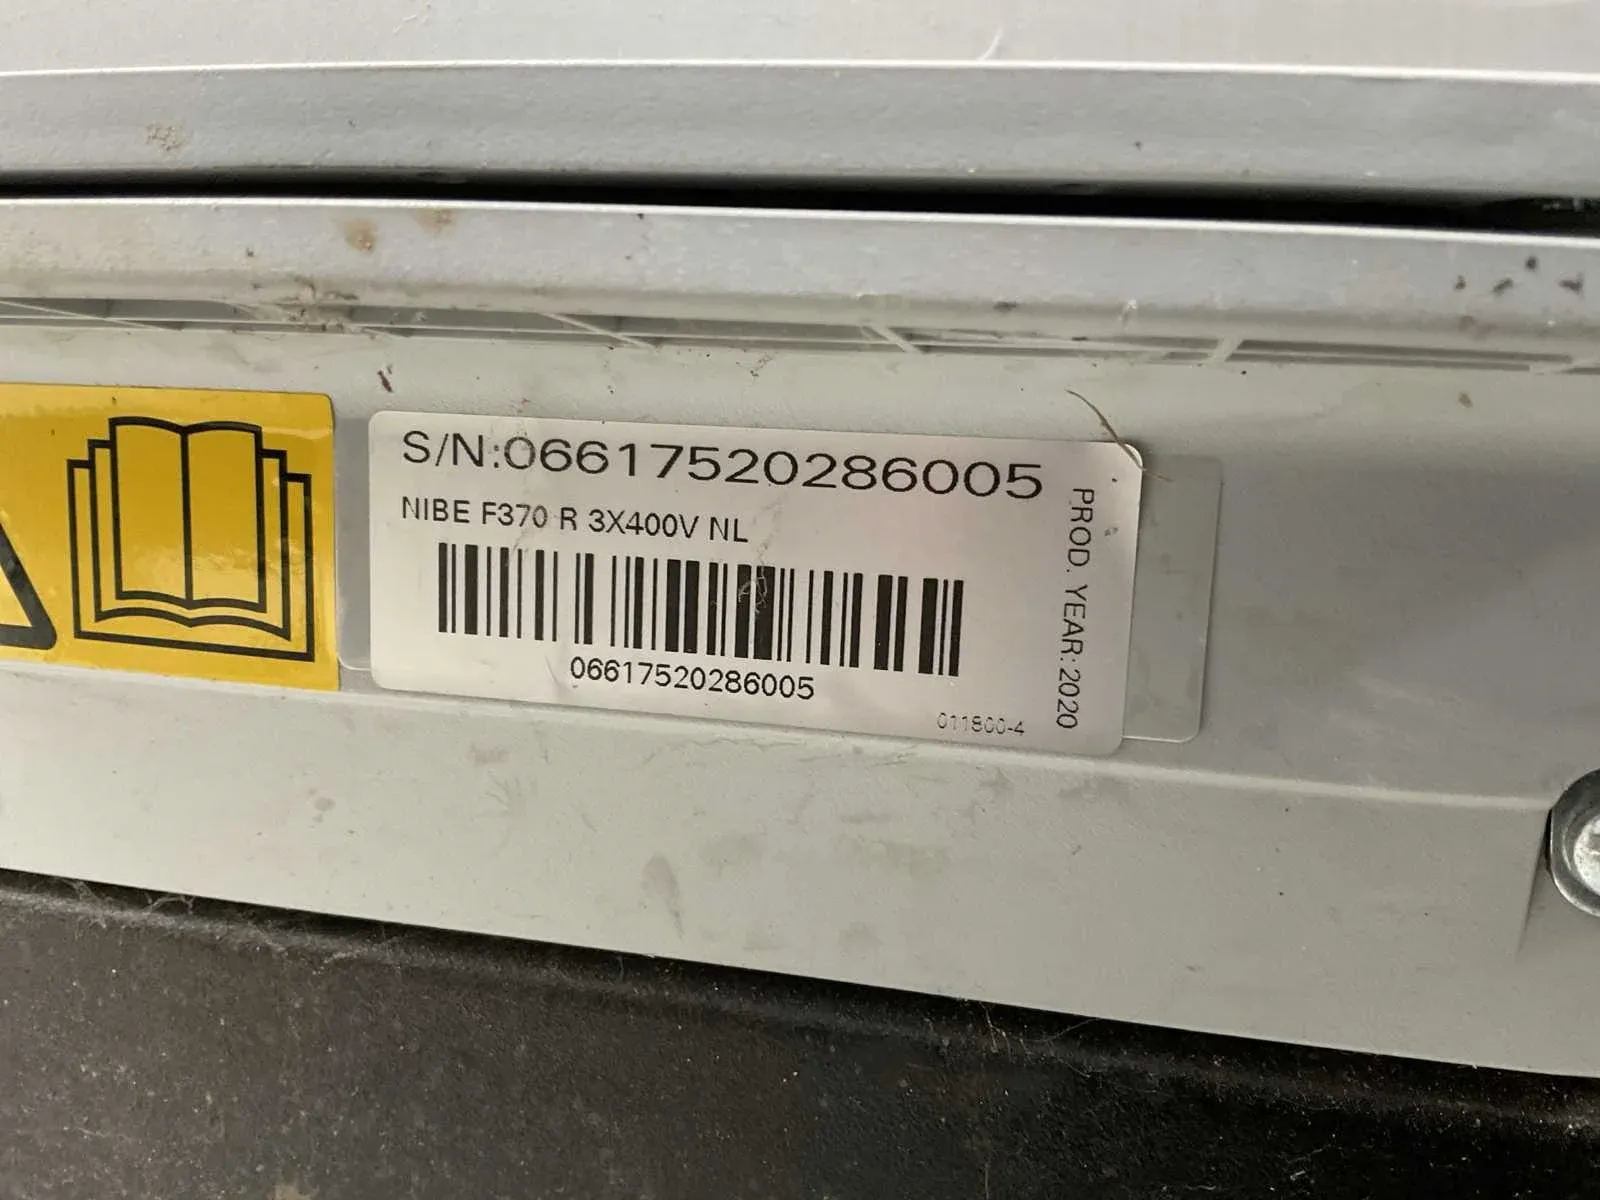 S/N:06617520286005
NIBE F370 R 3X400V NL
06617520286005
011800-4
PROD. YEAR:2020